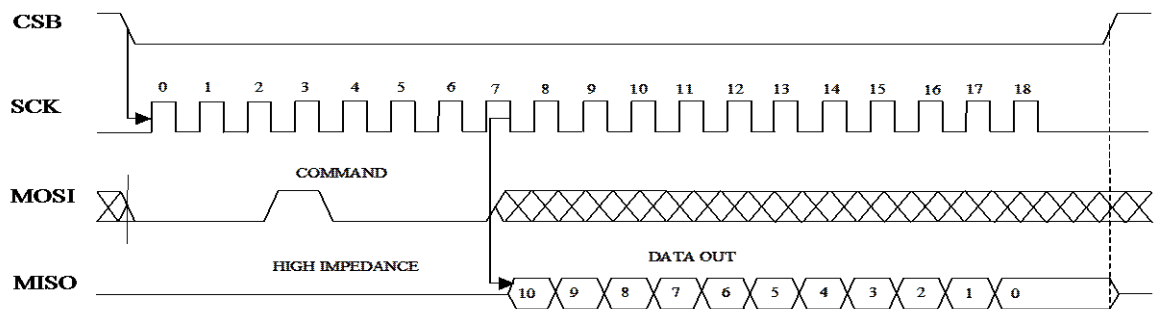 CSB
0 1 2 3 4 5 6 7 8 9 10 11 12 13 14 15 16 17 18
SCK
COMMAND
MOSI
HIGH IMPEDANCE DATA OUT
MISO
10 9 8 7 6 5 4 3 2 1 0